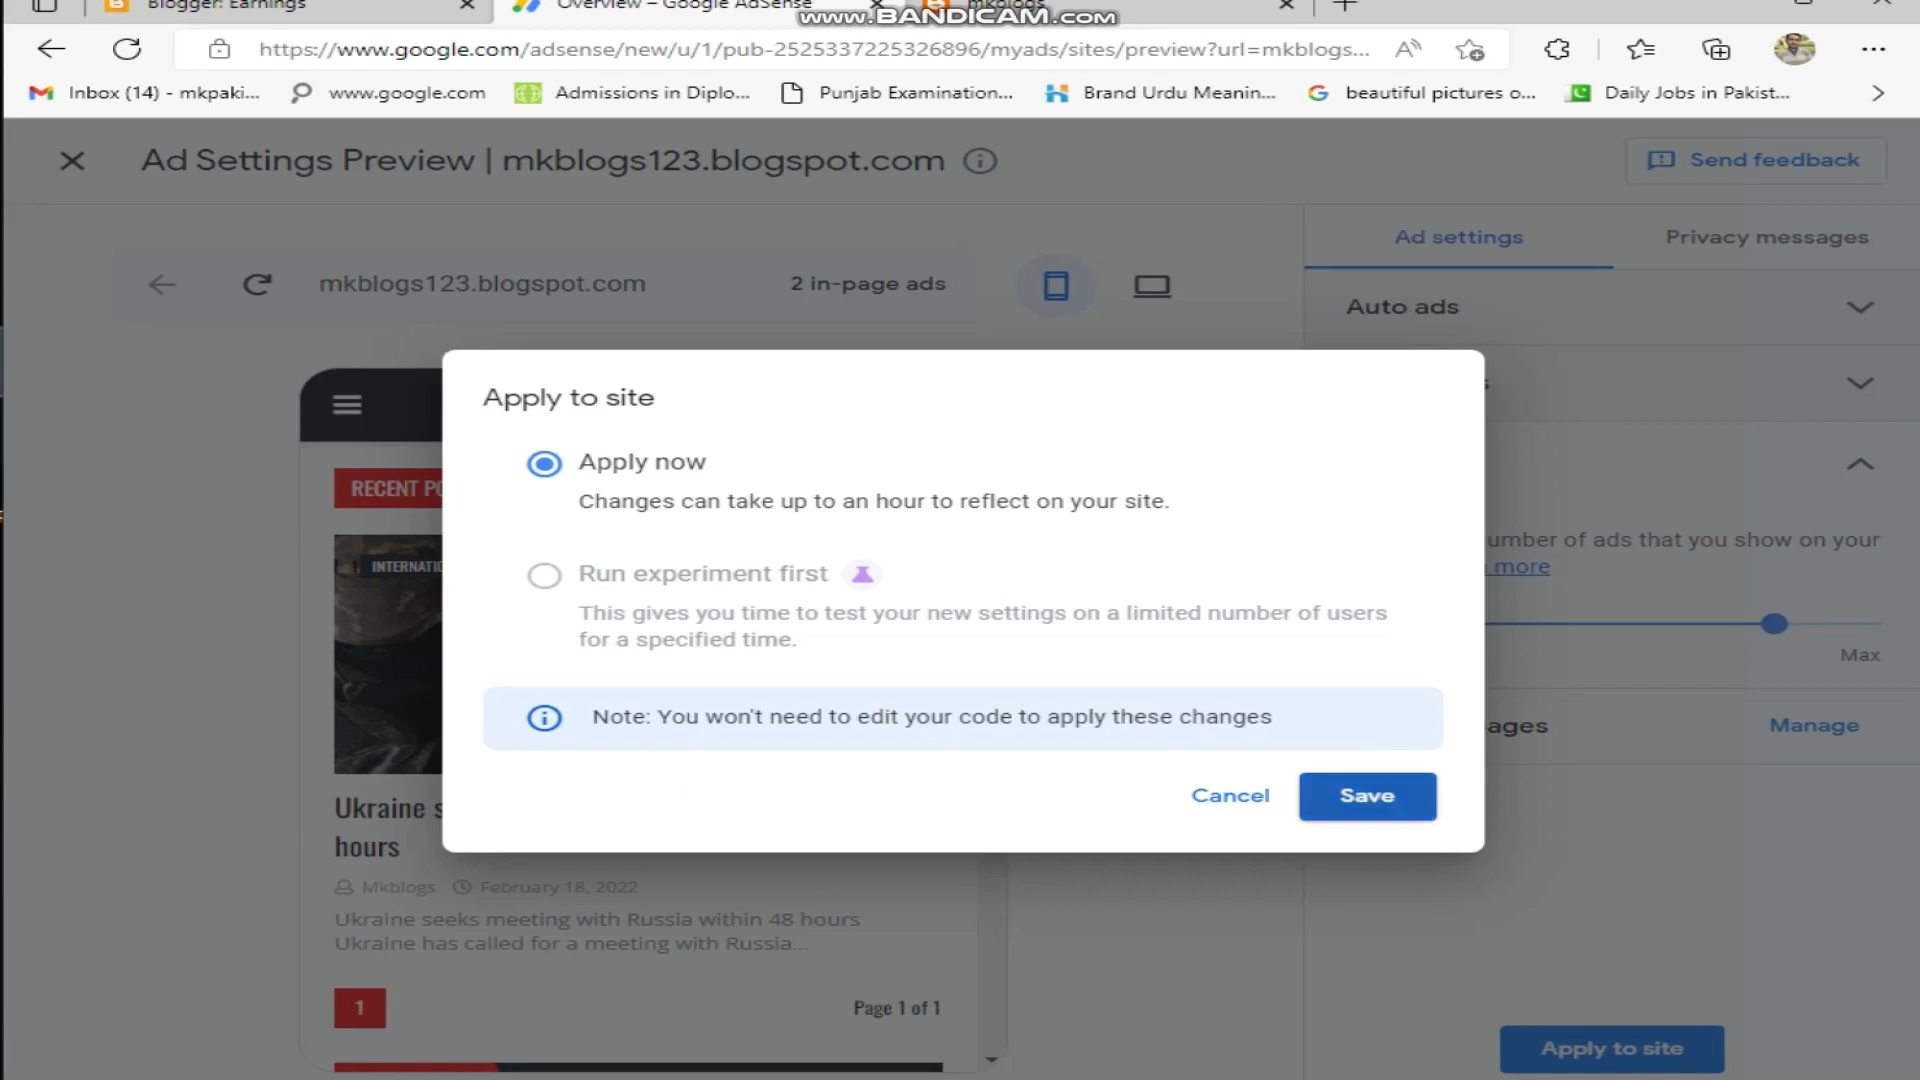 Blogger: Earnings
Overview – Google AdSense
mkblogs
www.BANDICAM.com
https://www.google.com/adsense/new/u/1/pub-2525337225326896/myads/sites/preview?url=mkblogs...
Inbox (14) - mkpaki...
www.google.com
Admissions in Diplo...
Punjab Examination...
Brand Urdu Meanin...
beautiful pictures o...
Daily Jobs in Pakist...
Ad Settings Preview | mkblogs123.blogspot.com
Send feedback
Ad settings
Privacy messages
mkblogs123.blogspot.com
2 in-page ads
Auto ads
Apply to site
Apply now
Changes can take up to an hour to reflect on your site.
Run experiment first
This gives you time to test your new settings on a limited number of users
for a specified time.
Note: You won't need to edit your code to apply these changes
Cancel
Save
umber of ads that you show on your
more
Max
ages
Manage
RECENT PO
INTERNATIO
Ukraine s
hours
Mkblogs
February 18, 2022
Ukraine seeks meeting with Russia within 48 hours
Ukraine has called for a meeting with Russia...
1
Page 1 of 1
Apply to site